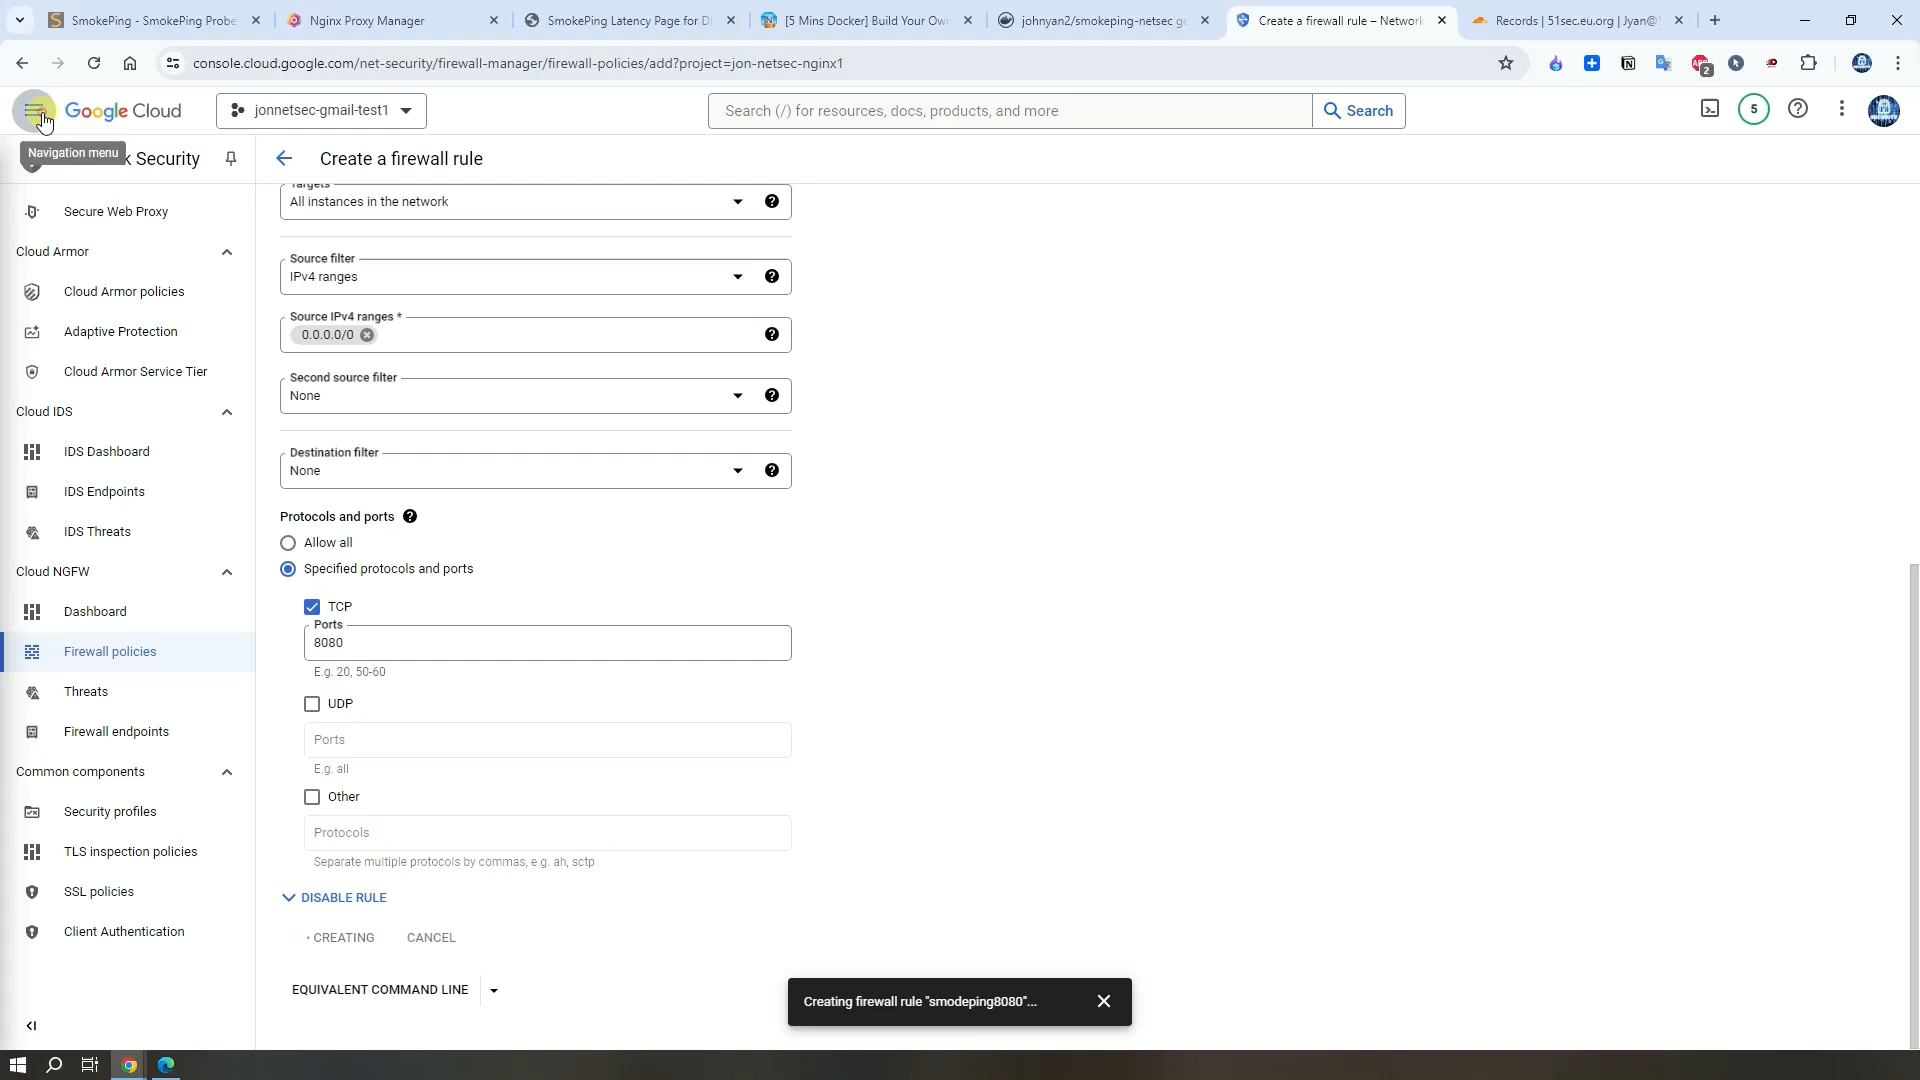 SmokePing - SmokePing Probe
Nginx Proxy Manager
SmokePing Latency Page for D
[5 Mins Docker] Build Your Own
johnyan2/smokeping-netsec ge
Create a firewall rule – Network
Records | 51sec.eu.org | Jyan@
console.cloud.google.com/net-security/firewall-manager/firewall-policies/add?project=jon-netsec-nginx1
2
Google Cloud
jonnetsec-gmail-test1
Search (/) for resources, docs, products, and more
Search
5
Navigation menu
k Security
Create a firewall rule
Secure Web Proxy
Cloud Armor
Cloud Armor policies
Adaptive Protection
Cloud Armor Service Tier
Cloud IDS
IDS Dashboard
IDS Endpoints
IDS Threats
Cloud NGFW
Dashboard
Firewall policies
Threats
Firewall endpoints
Common components
Security profiles
TLS inspection policies
SSL policies
Client Authentication
Targets
All instances in the network
Source filter
IPv4 ranges
Source IPv4 ranges *
0.0.0.0/0
Second source filter
None
Destination filter
None
Protocols and ports
Allow all
Specified protocols and ports
TCP
Ports
8080
E.g. 20, 50-60
UDP
Ports
E.g. all
Other
Protocols
Separate multiple protocols by commas, e.g. ah, sctp
DISABLE RULE
CREATING
CANCEL
EQUIVALENT COMMAND LINE
Creating firewall rule "smodeping8080"...